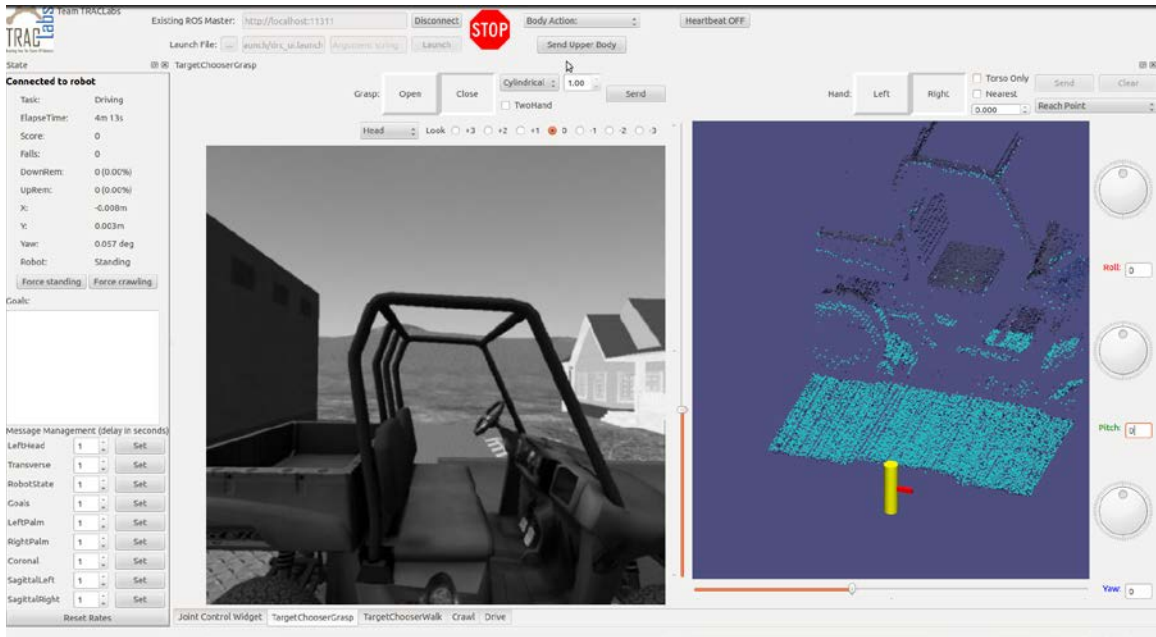 Team TRACLabs
TRACLabs
Existing ROS Master: http://localhost:11311 Disconnect STOP Body Action: Heartbeat OFF
Launch File: ... aunch/drc_ui.launch Argument string Launch Send Upper Body
State TargetChooserGrasp
Connected to robot
Task: Driving
ElapseTime: 4m 13s
Score: 0
Falls: 0
DownRem: 0 (0.00%)
UpRem: 0 (0.00%)
X: -0.008m
Y: 0.003m
Yaw: 0.057 deg
Robot: Standing
Force standing Force crawling
Goals:
Message Management (delay in seconds)
LeftHead 1 Set
Transverse 1 Set
RobotState 1 Set
Goals 1 Set
LeftPalm 1 Set
RightPalm 1 Set
Coronal 1 Set
SagittalLeft 1 Set
SagittalRight 1 Set
Reset Rates
Grasp: Open Close Cylindrical 1.00 Send
TwoHand
Head Look +3 +2 +1 0 -1 -2 -3
Hand: Left Right Torso Only Send Clear
Nearest
0.000 Reach Point
Roll: 0
Pitch: 0
Yaw: 0
Joint Control Widget TargetChooserGrasp TargetChooserWalk Crawl Drive